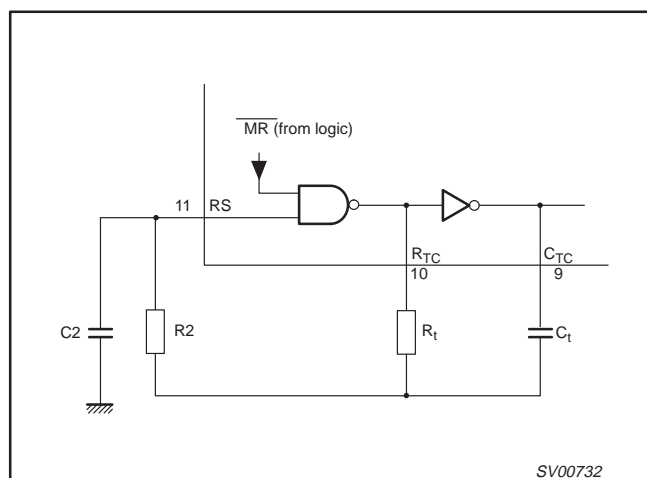 MR (from logic)
11 RS
R_TC
10
C_TC
9
C2
R2
R_t
C_t
SV00732